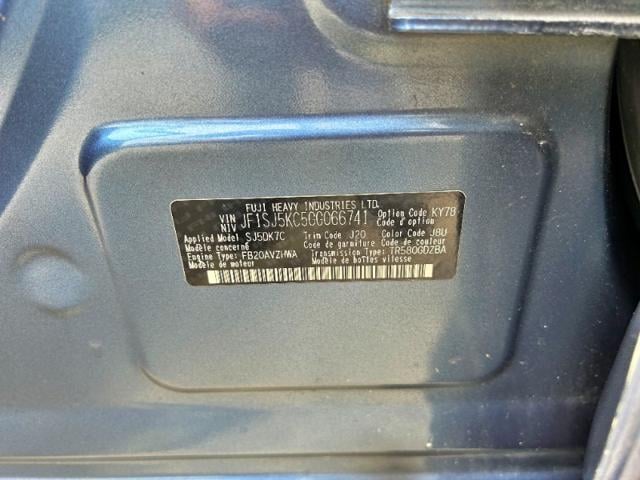 FUJI HEAVY INDUSTRIES LTD.
VIN NIV JF1SJ5KC5GG066741 Option Code KY78
Code d'option
Applied Model SJ5DK7C Trim Code J20 Color Code J8U
Modèle concerné Code de garniture Code de couleur
Engine Type: FB20AVZHWA Transmission Type: TR580GDZBA
Modèle de moteur Modèle de boîtes vitesse